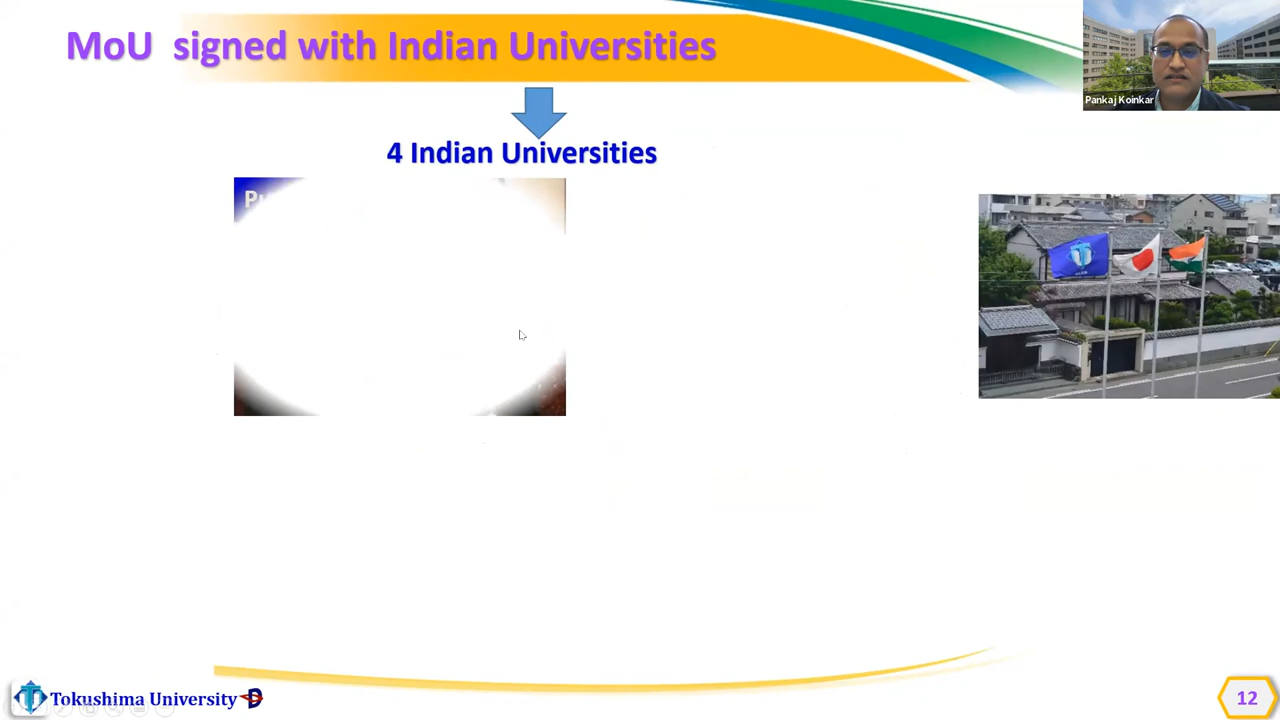 MoU signed with Indian Universities
Pankaj Koinkar
4 Indian Universities
Tokushima University
12